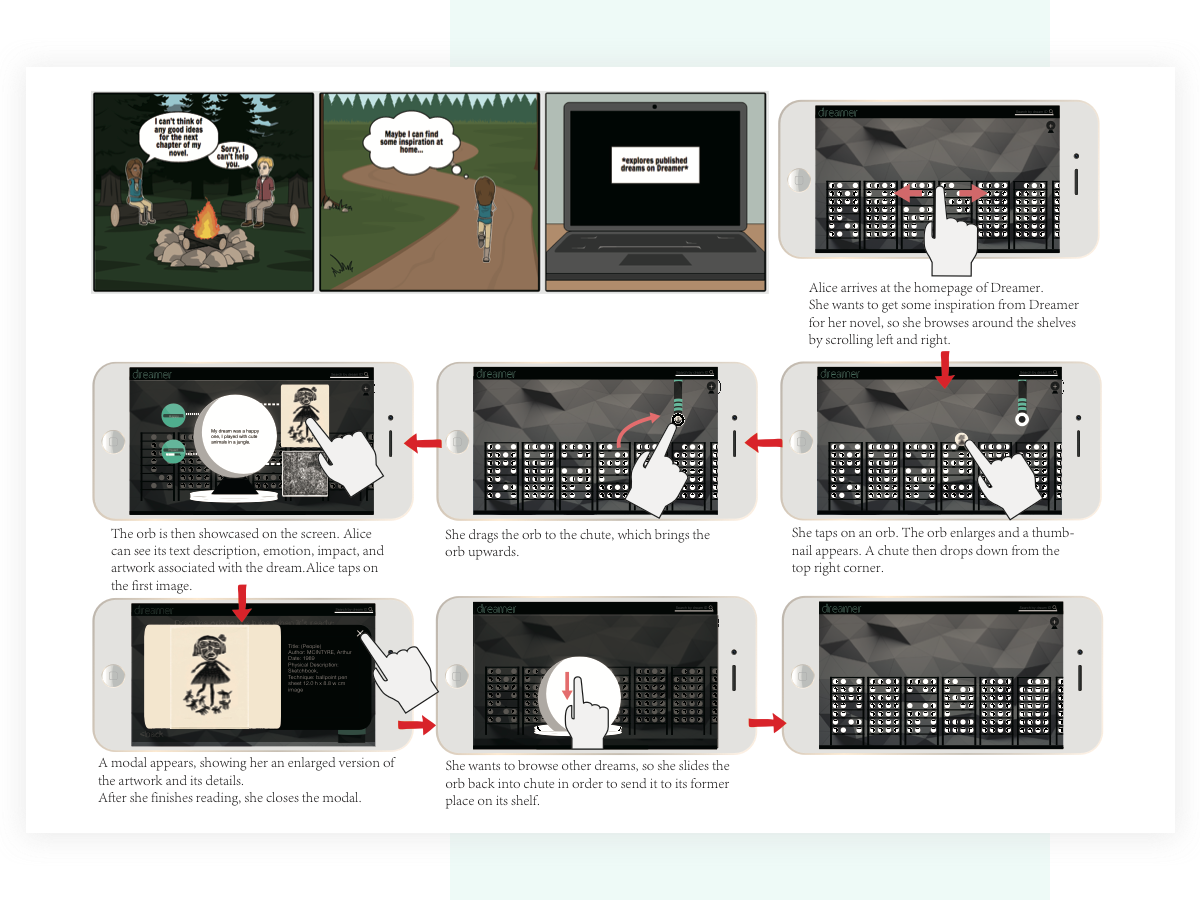 I can't think of
any good ideas
for the next
chapter of my
novel.
Sorry, I
can't help
you.
Maybe I can find
some inspiration at
home...
*explores published
dreams on Dreamer*
dreamer
Alice arrives at the homepage of Dreamer.
She wants to get some inspiration from Dreamer
for her novel, so she browses around the shelves
by scrolling left and right.
dreamer
She taps on an orb. The orb enlarges and a thumb-
nail appears. A chute then drops down from the
top right corner.
dreamer
She drags the orb to the chute, which brings the
orb upwards.
dreamer
My dream was a happy
one, I played with cute
animals in a jungle.
The orb is then showcased on the screen. Alice
can see its text description, emotion, impact, and
artwork associated with the dream.Alice taps on
the first image.
dreamer
Title: (People)
Author: MCINTYRE, Arthur
Date: 1969
Physical Description:
Sketchbook,
Technique: ballpoint pen
sheet 12.0 h x 8.8 w cm
image
A modal appears, showing her an enlarged version of
the artwork and its details.
After she finishes reading, she closes the modal.
dreamer
She wants to browse other dreams, so she slides the
orb back into chute in order to send it to its former
place on its shelf.
dreamer